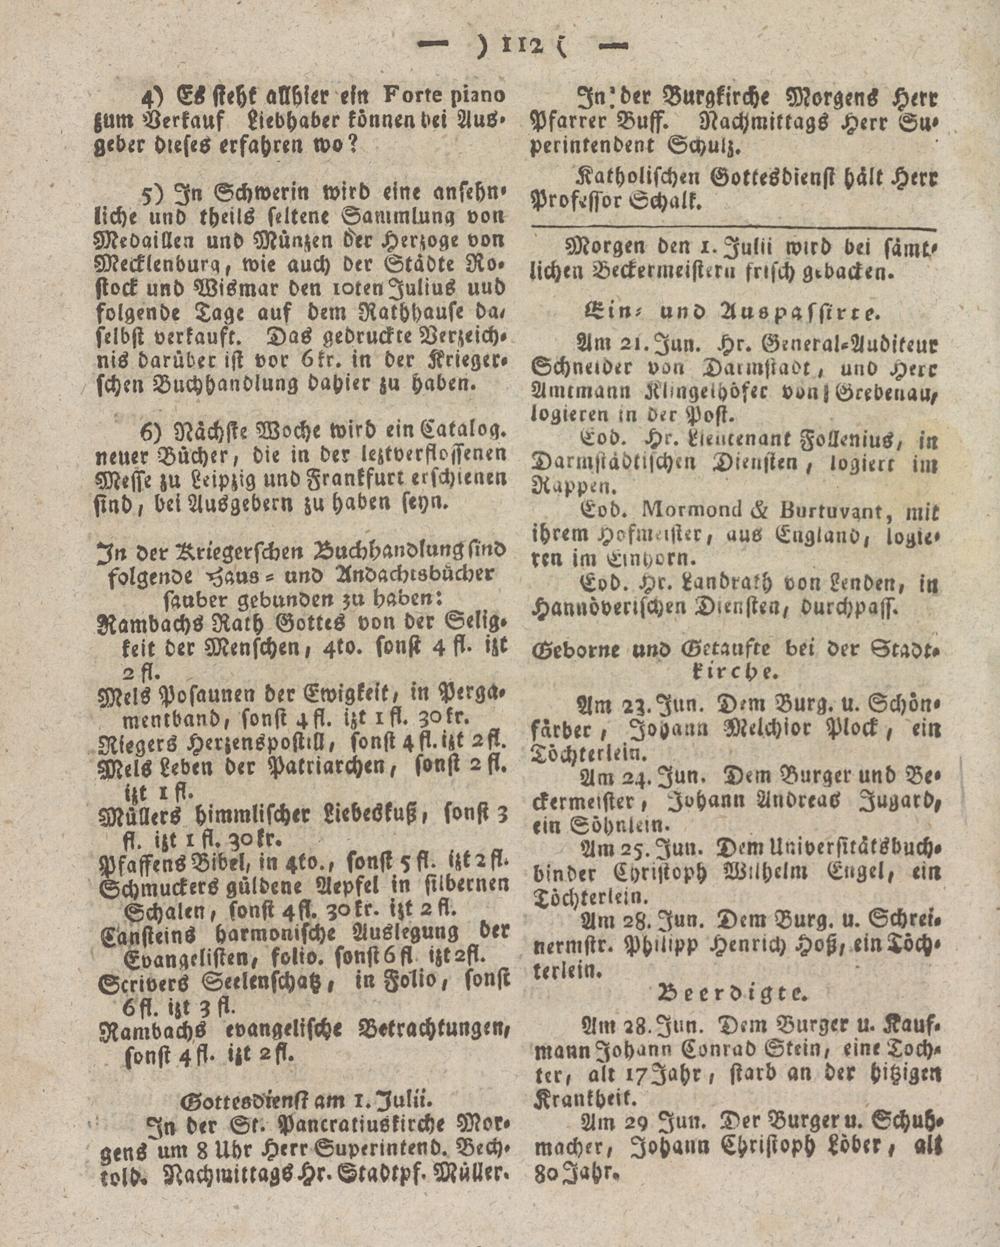 — ) 112 ( —
4) Es steht allhier ein Forte piano
zum Verkauf Liebhaber können bei Aus-
geber dieses erfahren wo?
5) In Schwerin wird eine ansehn-
liche und theils seltene Sammlung von
Medaillen und Münzen der Herzoge von
Mecklenburg, wie auch der Städte Ro-
stock und Wismar den 10ten Julius uud
folgende Tage auf dem Rathhause da-
selbst verkauft. Das gedruckte Verzeich-
nis darüber ist vor 6 kr. in der Krieger-
schen Buchhandlung dahier zu haben.
6) Nächste Woche wird ein Catalog.
neuer Bücher, die in der leztverflossenen
Messe zu Leipzig und Frankfurt erschienen
sind, bei Ausgebern zu haben seyn.
In der Kriegerschen Buchhandlung sind
folgende Haus- und Andachtsbücher
sauber gebunden zu haben:
Rambachs Rath Gottes von der Selig-
keit der Menschen, 4to. sonst 4 fl. izt
2 fl.
Mels Posaunen der Ewigkeit, in Perga-
mentband, sonst 4 fl. izt 1 fl. 30 kr.
Riegers Herzenspostill, sonst 4 fl. izt 2 fl.
Mels Leben der Patriarchen, sonst 2 fl.
izt 1 fl.
Müllers himmlischer Liebeskuß, sonst 3
fl. izt 1 fl. 30 kr.
Pfaffens Bibel, in 4to., sonst 5 fl. izt 2 fl.
Schmuckers güldene Aepfel in silbernen
Schalen, sonst 4 fl. 30 kr. izt 2 fl.
Cansteins harmonische Auslegung der
Evangelisten, folio. sonst 6 fl izt 2 fl.
Scrivers Seelenschatz, in Folio, sonst
6 fl. izt 3 fl.
Rambachs evangelische Betrachtungen,
sonst 4 fl. izt 2 fl.
Gottesdienst am 1. Julii.
In der St. Pancratiuskirche Mor-
gens um 8 Uhr Herr Superintend. Bech-
told. Nachmittags Hr. Stadtpf. Müller.
In der Burgkirche Morgens Herr
Pfarrer Buff. Nachmittags Herr Su-
perintendent Schulz.
Katholischen Gottesdienst hält Herr
Professor Schalk.
Morgen den 1. Julii wird bei sämt-
lichen Beckermeistern frisch gebacken.
Ein- und Auspassirte.
Am 21. Jun. Hr. General-Auditeur
Schneider von Darmstadt, und Herr
Amtmann Klingelhöfer von Grebenau,
logieren in der Post.
Eod. Hr. Lieutenant Follenius, in
Darmstädtischen Diensten, logiert im
Rappen.
Eod. Mormond & Burtuvant, mit
ihrem Hofmeister, aus England, logie-
ren im Einhorn.
Eod. Hr. Landrath von Lenden, in
Hannöverischen Diensten, durchpass.
Geborne und Getaufte bei der Stadt-
kirche.
Am 23. Jun. Dem Burg. u. Schön-
färber, Johann Melchior Plock, ein
Töchterlein.
Am 24. Jun. Dem Burger und Be-
ckermeister, Johann Andreas Jugard,
ein Söhnlein.
Am 25. Jun. Dem Universitätsbuch-
binder Christoph Wilhelm Engel, ein
Töchterlein.
Am 28. Jun. Dem Burg. u. Schrei-
nermstr. Philipp Henrich Hoß, ein Töch-
terlein.
Beerdigte.
Am 28. Jun. Dem Burger u. Kauf-
mann Johann Conrad Stein, eine Toch-
ter, alt 17 Jahr, starb an der hitzigen
Krankheit.
Am 29 Jun. Der Burger u. Schuh-
macher, Johann Christoph Löber, alt
80 Jahr.